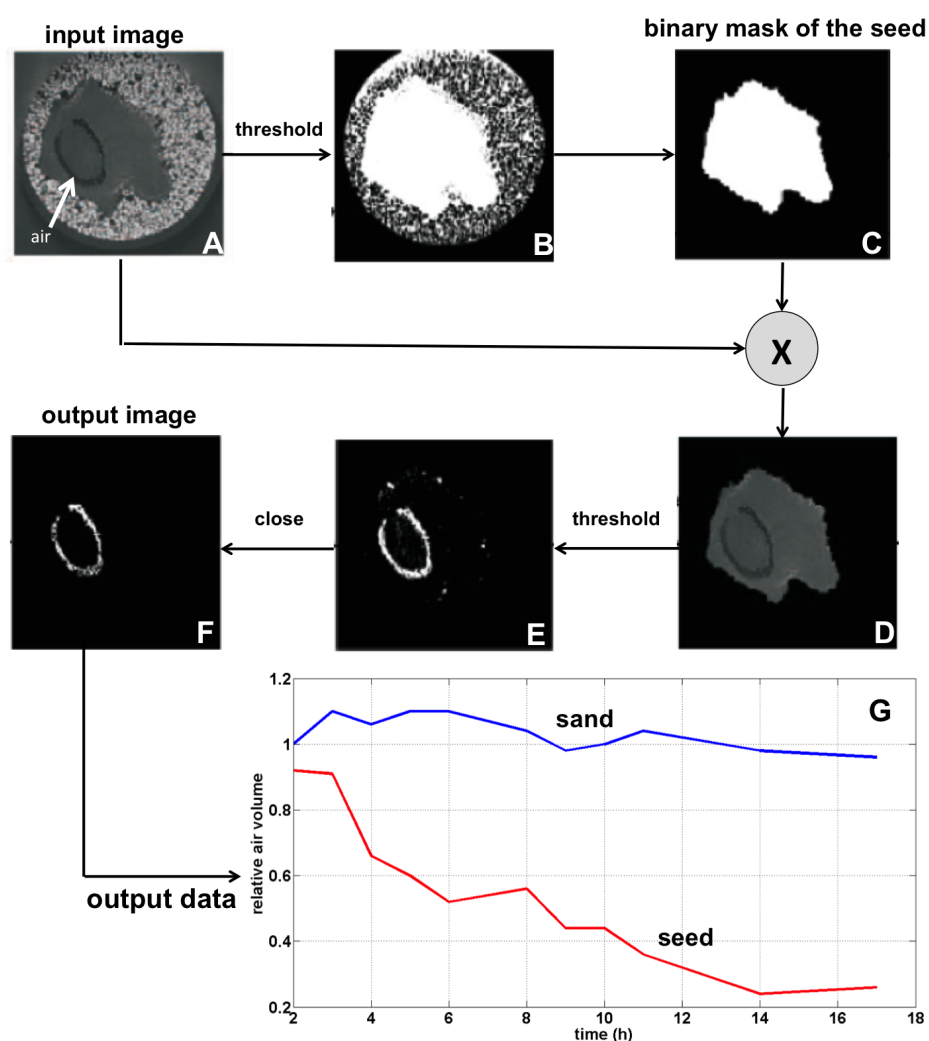 input image
binary mask of the seed
threshold
air
A
B
C
X
output image
close
threshold
F
E
D
G
1.2
1
0.8
0.6
0.4
0.2
relative air volume
sand
seed
output data
2 4 6 8 10 12 14 16 18
time (h)